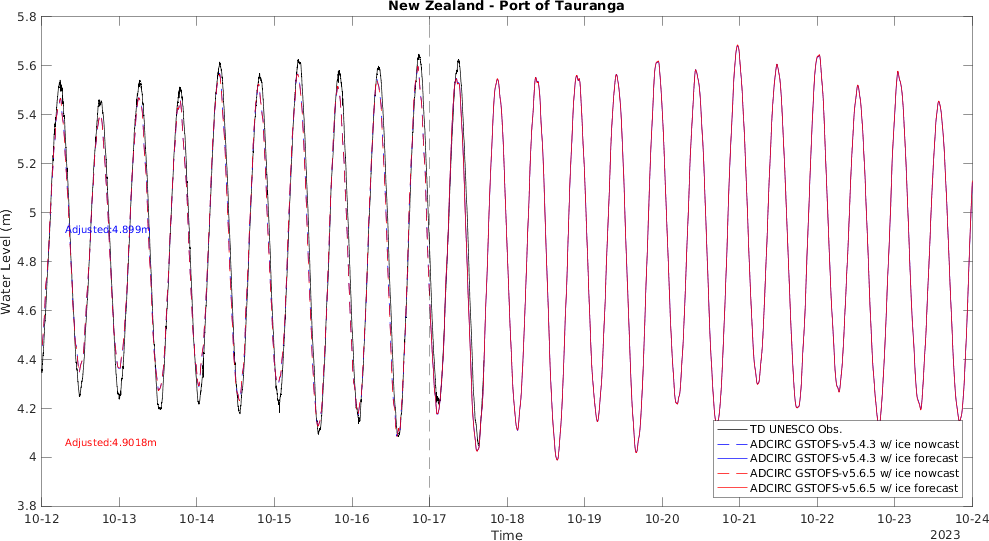 New Zealand - Port of Tauranga
5.8
5.6
5.4
5.2
5
4.8
4.6
4.4
4.2
4
3.8
Water Level (m)
Adjusted:4.899m
Adjusted:4.9018m
TD UNESCO Obs.
ADCIRC GSTOFS-v5.4.3 w/ ice nowcast
ADCIRC GSTOFS-v5.4.3 w/ ice forecast
ADCIRC GSTOFS-v5.6.5 w/ ice nowcast
ADCIRC GSTOFS-v5.6.5 w/ ice forecast
10-12 10-13 10-14 10-15 10-16 10-17 10-18 10-19 10-20 10-21 10-22 10-23 10-24
Time
2023